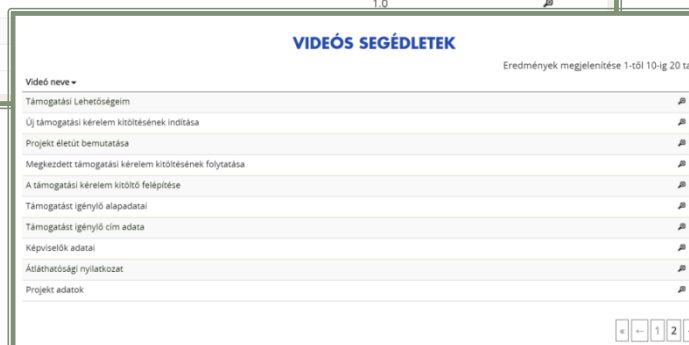 1.0
VIDEÓS SEGÉDLETEK
Eredmények megjelenítése 1-től 10-ig 20
Videó neve
Támogatási Lehetőségeim
Új támogatási kérelem kitöltésének indítása
Projekt életút bemutatása
Megkezdett támogatási kérelem kitöltésének folytatása
A támogatási kérelem kitöltő felépítése
Támogatást igénylő alapadatai
Támogatást igénylő cím adata
Képviselők adatai
Átláthatósági nyilatkozat
Projekt adatok
« ← 1 2